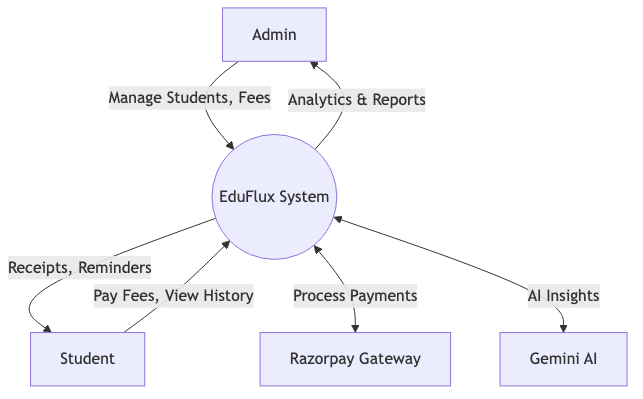 Admin
Manage Students, Fees
Analytics & Reports
EduFlux System
Receipts, Reminders
Pay Fees, View History
Process Payments
AI Insights
Student
Razorpay Gateway
Gemini AI